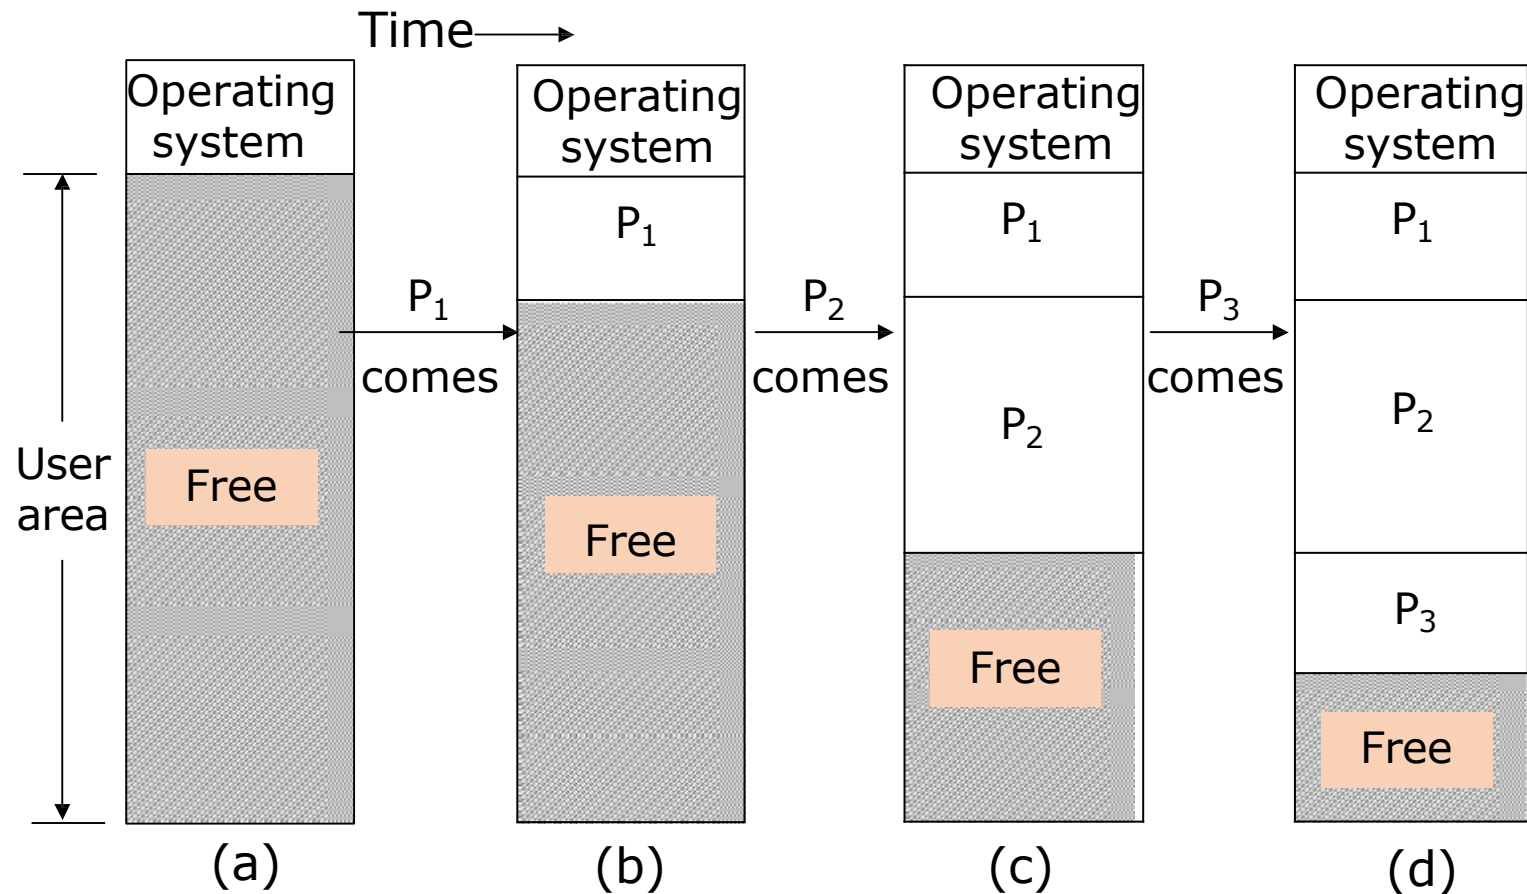 Time
Operating
system
Operating
system
Operating
system
Operating
system
P₁
P₁
P₁
P₁
comes
P₂
comes
P₃
comes
P₂
P₂
User
area
Free
Free
P₃
Free
Free
(a)
(b)
(c)
(d)